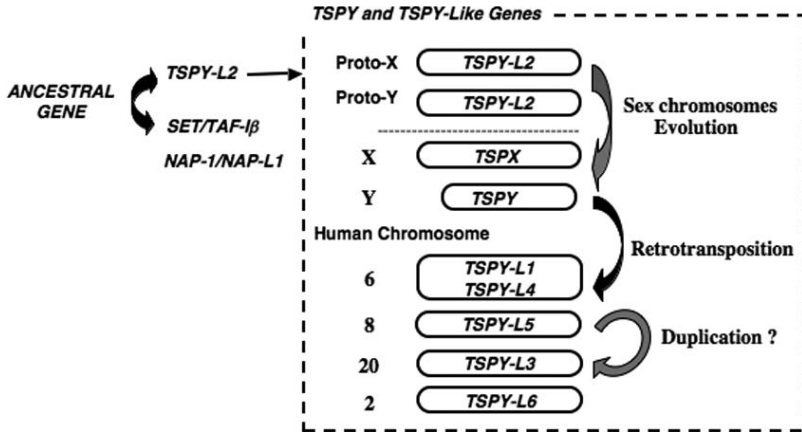 TSPY and TSPY-Like Genes
ANCESTRAL
GENE
TSPY-L2
SET/TAF-Iβ
NAP-1/NAP-L1
Proto-X TSPY-L2
Proto-Y TSPY-L2
Sex chromosomes
Evolution
X TSPX
Y TSPY
Human Chromosome
Retrotransposition
6 TSPY-L1
TSPY-L4
8 TSPY-L5
Duplication ?
20 TSPY-L3
2 TSPY-L6